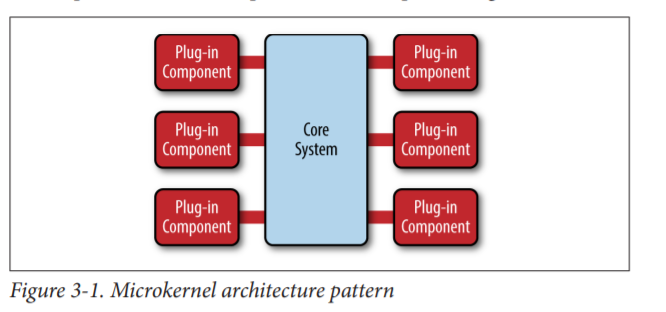 Plug-in
Component
Plug-in
Component
Plug-in
Component
Core
System
Plug-in
Component
Plug-in
Component
Plug-in
Component
Figure 3-1. Microkernel architecture pattern